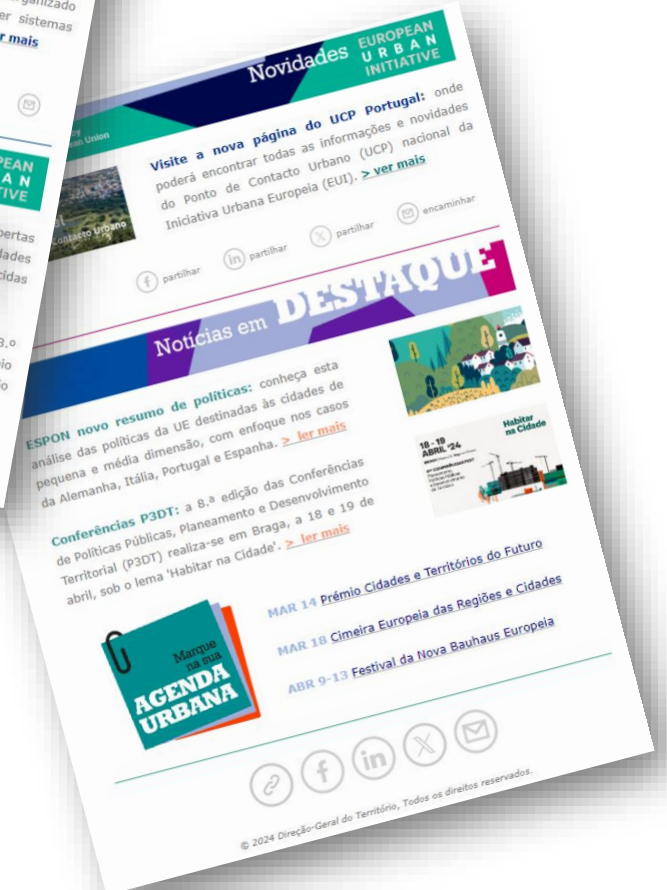 sistemas
mais
EUROPEAN
URBAN
INITIATIVE
Novidades
Visite a nova página do UCP Portugal: onde
poderá encontrar todas as informações e novidades
do Ponto de Contacto Urbano (UCP) nacional da
Iniciativa Urbana Europeia (EUI). > ver mais
Contacto Urbano
partilhar
partilhar
partilhar
encaminhar
Notícias em DESTAQUE
ESPON novo resumo de políticas: conheça esta
análise das políticas da UE destinadas às cidades de
pequena e média dimensão, com enfoque nos casos
da Alemanha, Itália, Portugal e Espanha. > ler mais
Habitar
na Cidade
18 - 19
ABRIL '24
Conferências P3DT: a 8.ª edição das Conferências
de Políticas Públicas, Planeamento e Desenvolvimento
Territorial (P3DT) realiza-se em Braga, a 18 e 19 de
abril, sob o lema 'Habitar na Cidade'. > ler mais
Marque
na sua
AGENDA
URBANA
MAR 14 Prémio Cidades e Territórios do Futuro
MAR 18 Cimeira Europeia das Regiões e Cidades
ABR 9-13 Festival da Nova Bauhaus Europeia
© 2024 Direção-Geral do Território, Todos os direitos reservados.